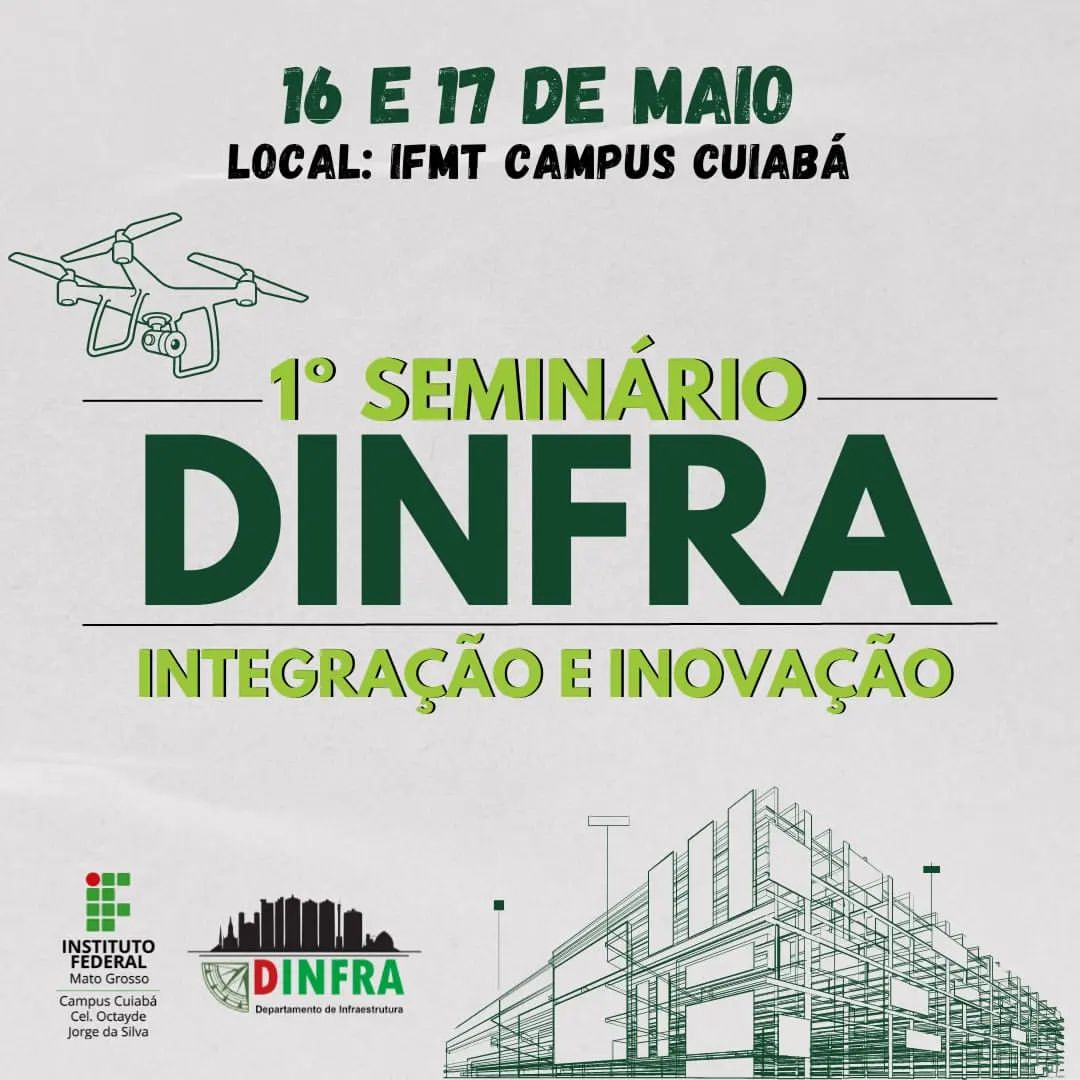 16 E 17 DE MAIO
LOCAL: IFMT CAMPUS CUIABÁ
1º SEMINÁRIO
DINFRA
INTEGRAÇÃO E INOVAÇÃO
INSTITUTO
FEDERAL
Mato Grosso
Campus Cuiabá
Cel. Octayde
Jorge da Silva
DINFRA
Departamento de Infraestrutura